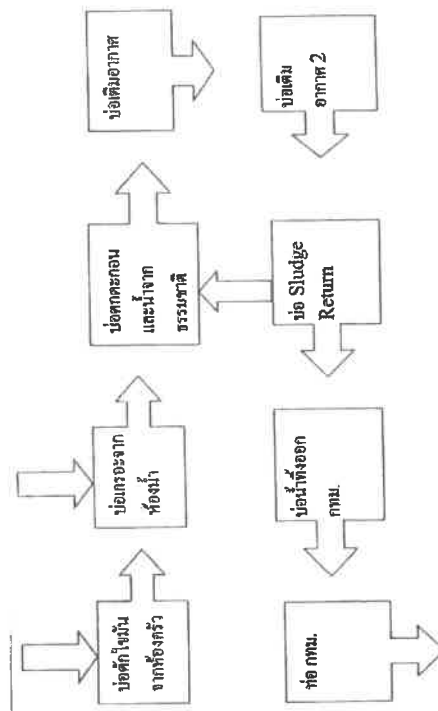 บ่อดักไขมัน
จากห้องครัว
บ่อเกรอะจาก
ห้องน้ำ
บ่อตกตะกอน
และน้ำจาก
ธรรมชาติ
บ่อเติมอากาศ
บ่อเติม
อากาศ 2
บ่อ Sludge
Return
บ่อน้ำทิ้งออก
กทม.
ท่อ กทม.